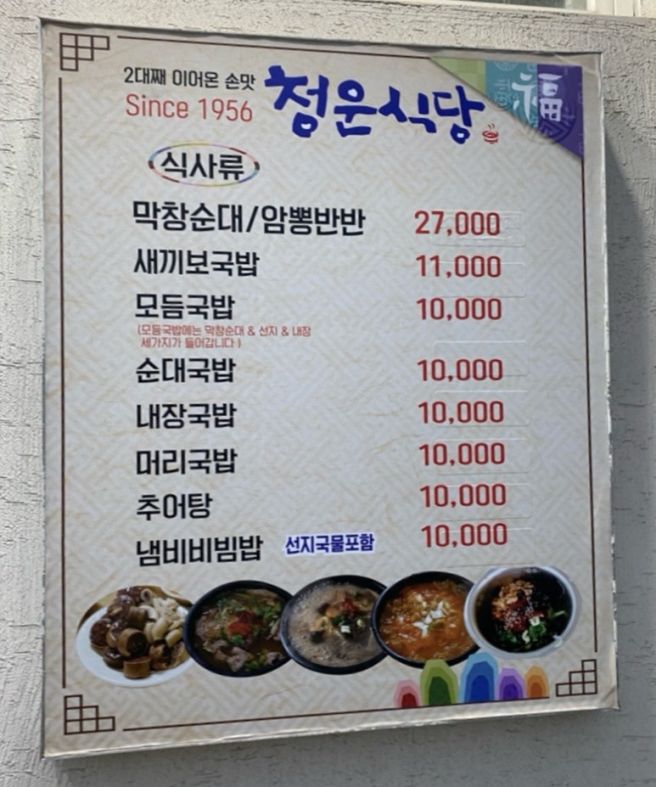 2대째 이어온 손맛
Since 1956
청운식당
福
식사류
막창순대/암뽕반반 27,000
새끼보국밥 11,000
모듬국밥 10,000
(모듬국밥에는 막창순대 & 선지 & 내장
세가지가 들어갑니다)
순대국밥 10,000
내장국밥 10,000
머리국밥 10,000
추어탕 10,000
냄비비빔밥 선지국물포함 10,000